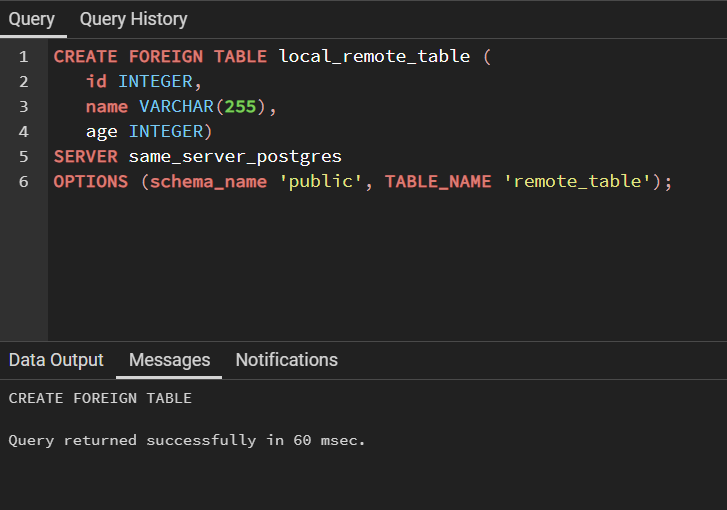 Query Query History
1 CREATE FOREIGN TABLE local_remote_table (
2 id INTEGER,
3 name VARCHAR(255),
4 age INTEGER)
5 SERVER same_server_postgres
6 OPTIONS (schema_name 'public', TABLE_NAME 'remote_table');
Data Output Messages Notifications
CREATE FOREIGN TABLE
Query returned successfully in 60 msec.